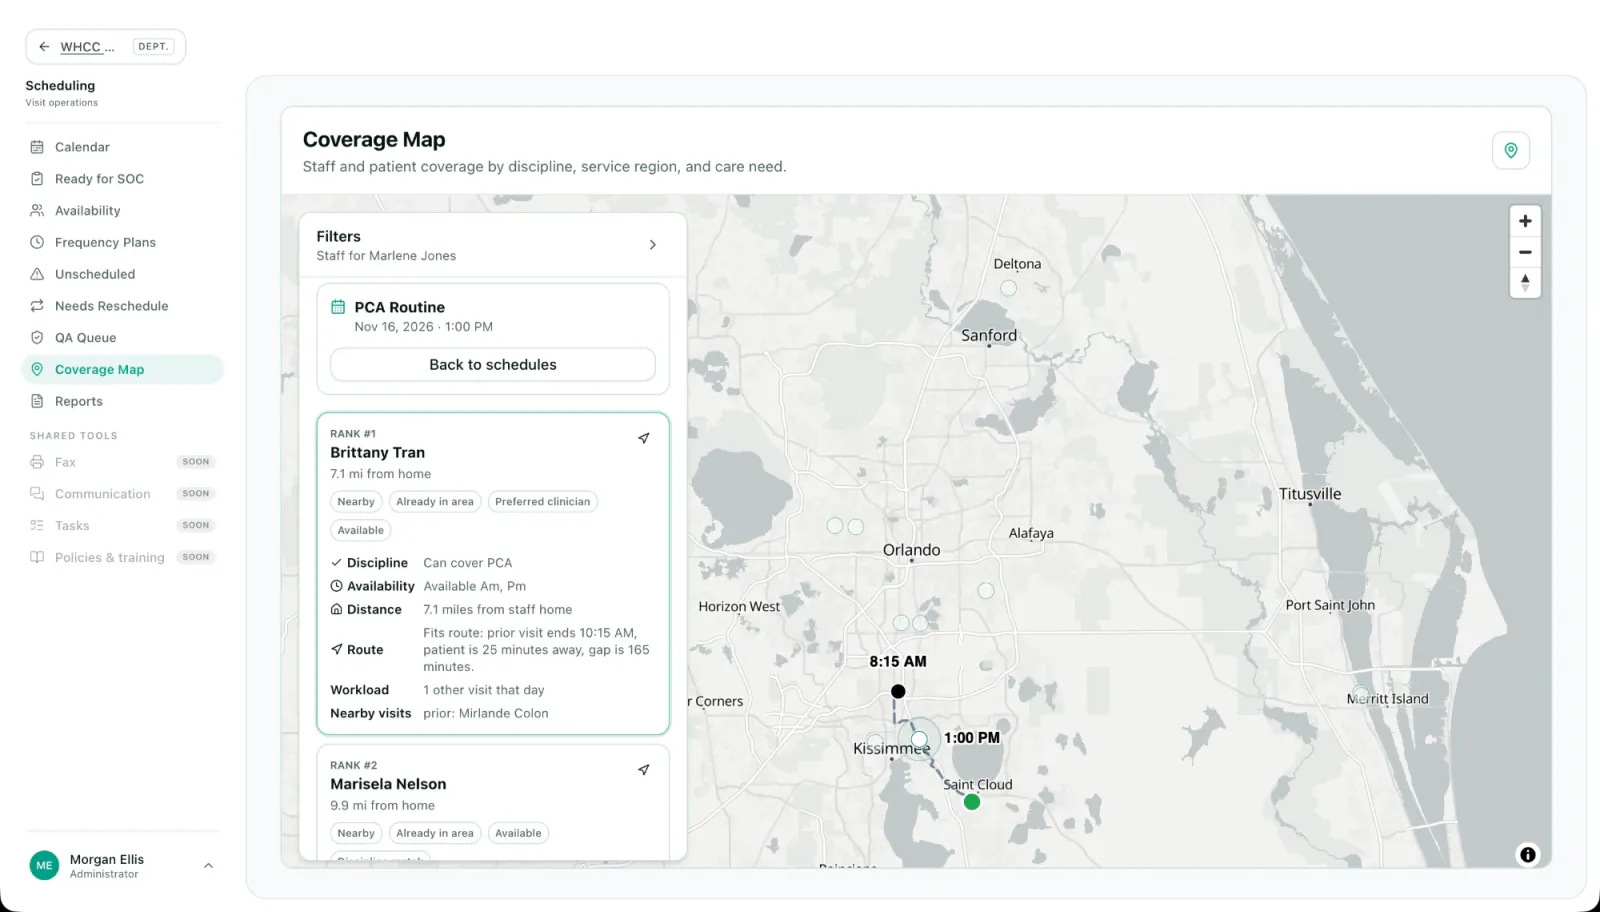 WHCC ...
DEPT.
Scheduling
Visit operations
Calendar
Ready for SOC
Availability
Frequency Plans
Unscheduled
Needs Reschedule
QA Queue
Coverage Map
Reports
SHARED TOOLS
Fax
SOON
Communication
SOON
Tasks
SOON
Policies & training
SOON
ME
Morgan Ellis
Administrator
Coverage Map
Staff and patient coverage by discipline, service region, and care need.
Filters
Staff for Marlene Jones
PCA Routine
Nov 16, 2026 · 1:00 PM
Back to schedules
RANK #1
Brittany Tran
7.1 mi from home
Nearby
Already in area
Preferred clinician
Available
Discipline
Can cover PCA
Availability
Available Am, Pm
Distance
7.1 miles from staff home
Route
Fits route: prior visit ends 10:15 AM,
patient is 25 minutes away, gap is 165
minutes.
Workload
1 other visit that day
Nearby visits
prior: Mirlande Colon
RANK #2
Marisela Nelson
9.9 mi from home
Nearby
Already in area
Available
Deltona
Sanford
Titusville
Alafaya
Orlando
Horizon West
Port Saint John
8:15 AM
Merritt Island
r Corners
1:00 PM
Kissimmee
Saint Cloud